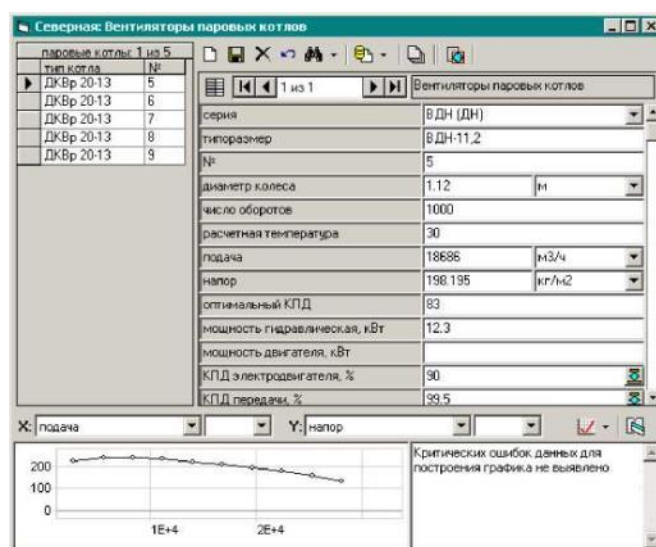 Северная: Вентиляторы паровых котлов
паровые котлы: 1 из 5
тип котла №
ДКВр 20-13 5
ДКВр 20-13 6
ДКВр 20-13 7
ДКВр 20-13 8
ДКВр 20-13 9
1 из 1 Вентиляторы паровых котлов
серия ВДН (ДН)
типоразмер ВДН-11,2
№ 5
диаметр колеса 1.12 м
число оборотов 1000
расчетная температура 30
подача 18686 м3/ч
напор 198.195 кг/м2
оптимальный КПД 83
мощность гидравлическая, кВт 12.3
мощность двигателя, кВт
КПД электродвигателя, % 90
КПД передачи, % 99.5
X: подача Y: напор
200
100
0
1E+4 2E+4
Критических ошибок данных для
построения графика не выявлено